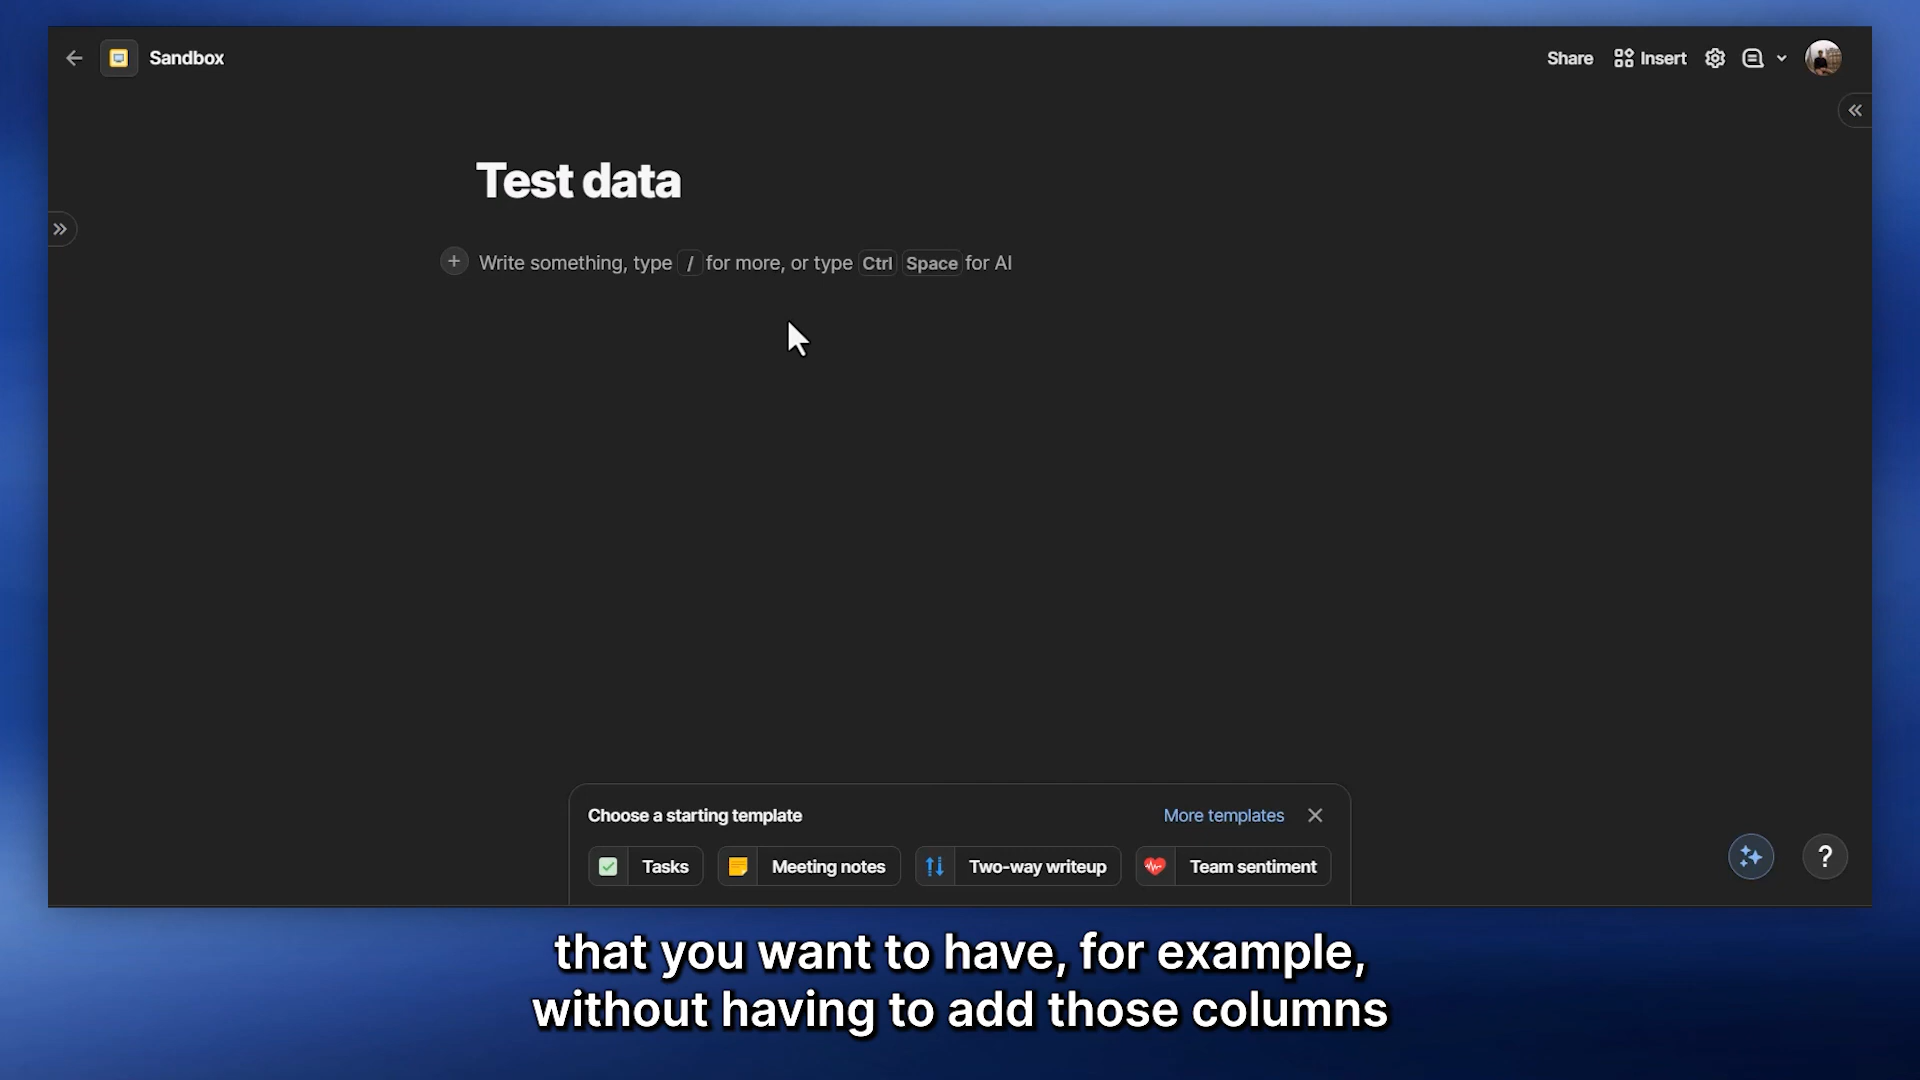 Sandbox
Share
Insert
Test data
Write something, type / for more, or type Ctrl Space for AI
Choose a starting template
More templates
Tasks
Meeting notes
Two-way writeup
Team sentiment
?
that you want to have, for example,
without having to add those columns